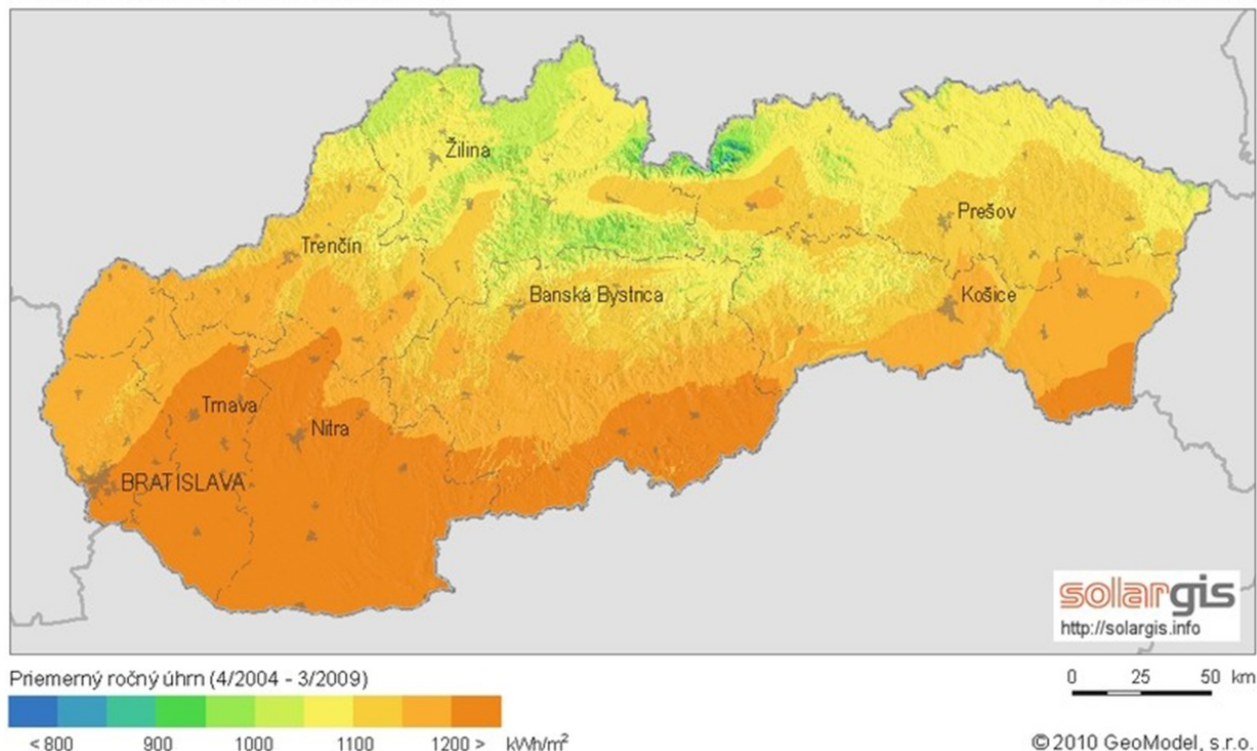 Žilina
Prešov
Trenčín
Banská Bystrica
Košice
Trnava
Nitra
BRATISLAVA
solargis
http://solargis.info
Priemerný ročný úhrn (4/2004 - 3/2009)
0 25 50 km
< 800 900 1000 1100 1200 > kWh/m²
© 2010 GeoModel, s.r.o.